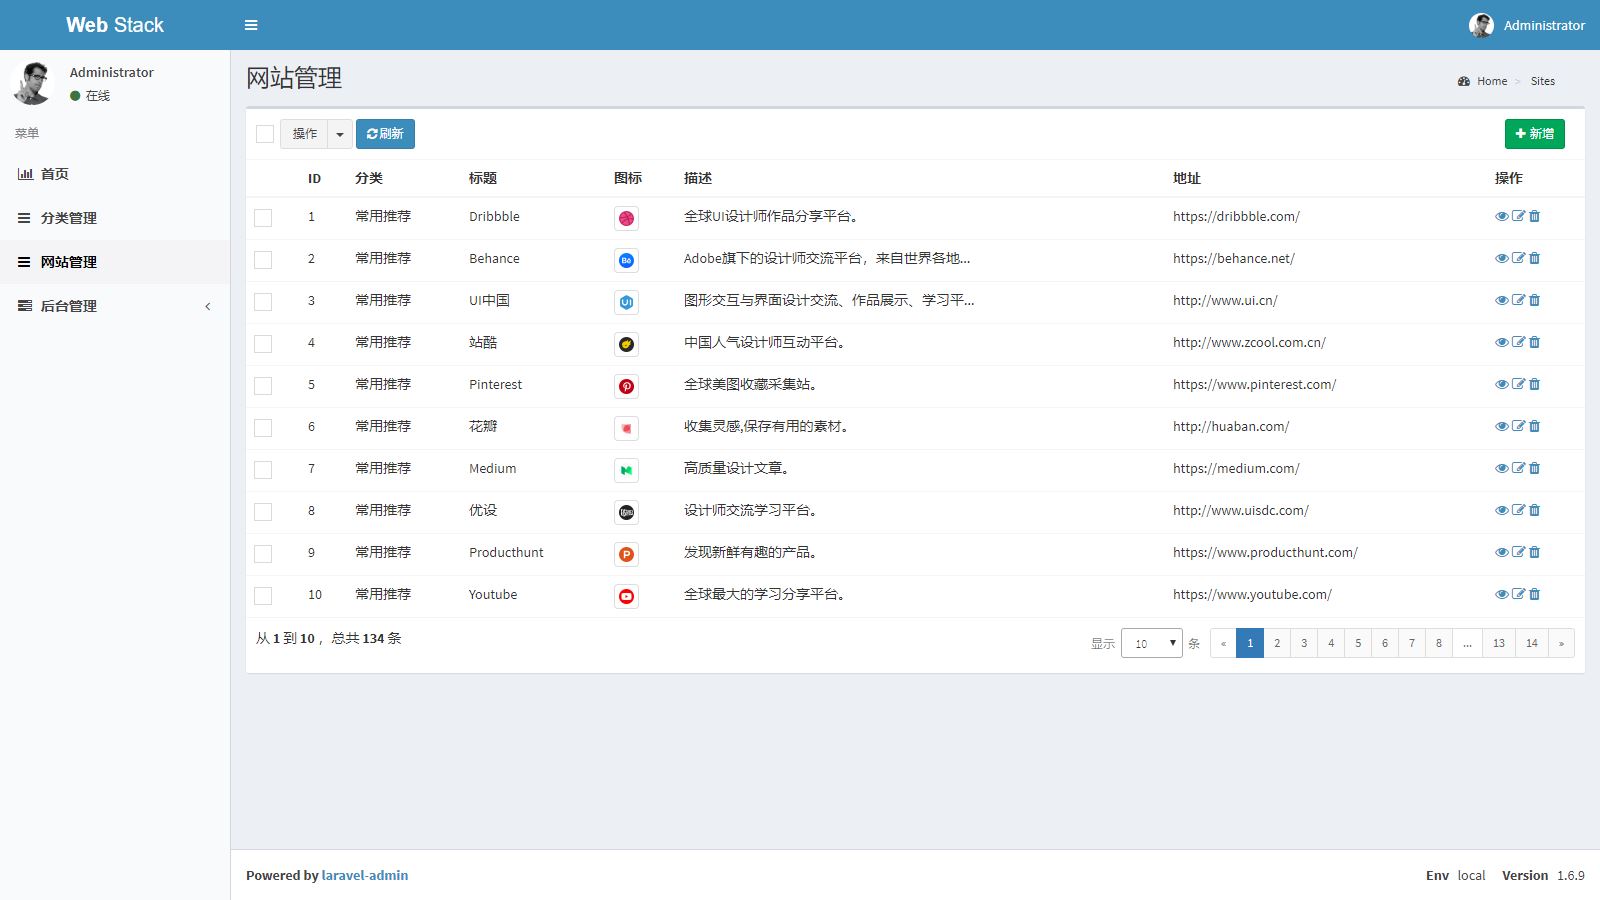 Web Stack
Administrator
Administrator
在线
菜单
首页
分类管理
网站管理
后台管理
网站管理
Home > Sites
操作 刷新 新增
ID 分类 标题 图标 描述 地址 操作
1 常用推荐 Dribbble 全球UI设计师作品分享平台。 https://dribbble.com/
2 常用推荐 Behance Bē Adobe旗下的设计师交流平台，来自世界各地... https://behance.net/
3 常用推荐 UI中国 UI 图形交互与界面设计交流、作品展示、学习平... http://www.ui.cn/
4 常用推荐 站酷 中国人气设计师互动平台。 http://www.zcool.com.cn/
5 常用推荐 Pinterest 全球美图收藏采集站。 https://www.pinterest.com/
6 常用推荐 花瓣 收集灵感,保存有用的素材。 http://huaban.com/
7 常用推荐 Medium 高质量设计文章。 https://medium.com/
8 常用推荐 优设 设计师交流学习平台。 http://www.uisdc.com/
9 常用推荐 Producthunt P 发现新鲜有趣的产品。 https://www.producthunt.com/
10 常用推荐 Youtube 全球最大的学习分享平台。 https://www.youtube.com/
从 1 到 10 ，总共 134 条
显示 10 条 « 1 2 3 4 5 6 7 8 ... 13 14 »
Powered by laravel-admin
Env local Version 1.6.9